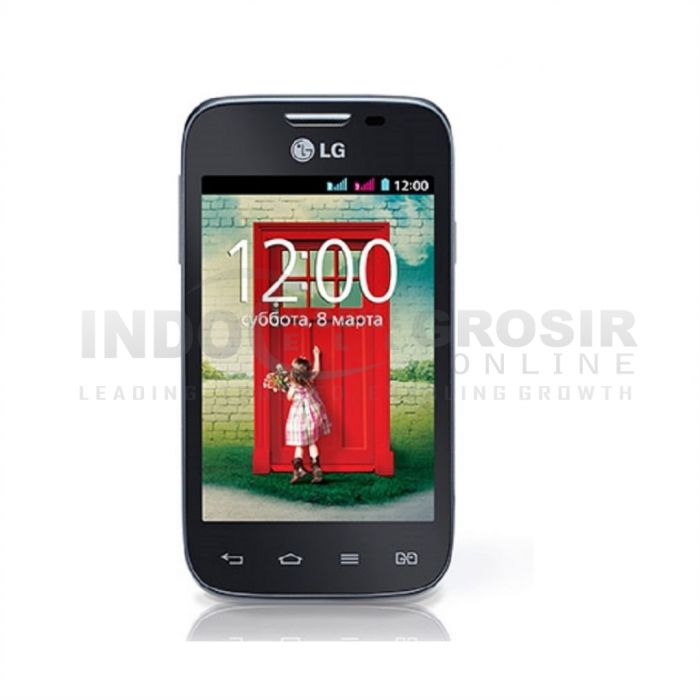 LG
12:00
12:00
суббота, 8 марта
INDO GROSIR
ONLINE
LEADING GROWTH